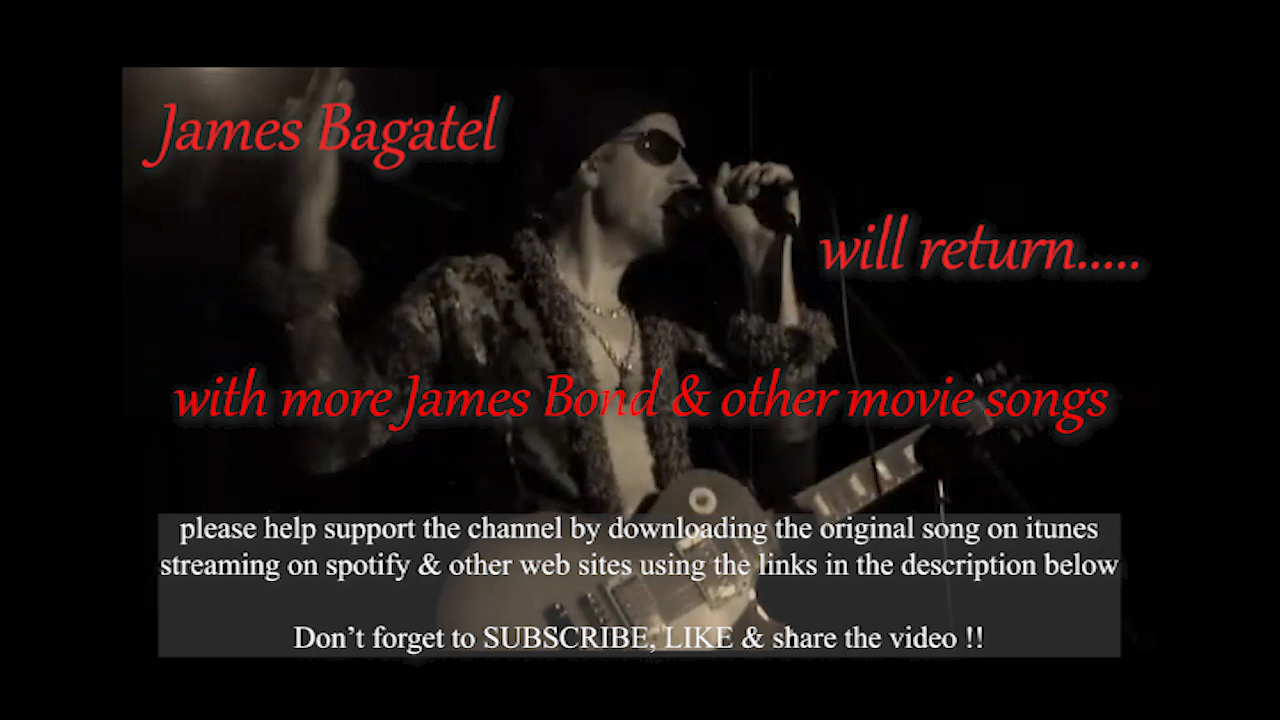 James Bagatel
will return.....
with more James Bond & other movie songs
please help support the channel by downloading the original song on itunes
streaming on spotify & other web sites using the links in the description below
Don’t forget to SUBSCRIBE, LIKE & share the video !!